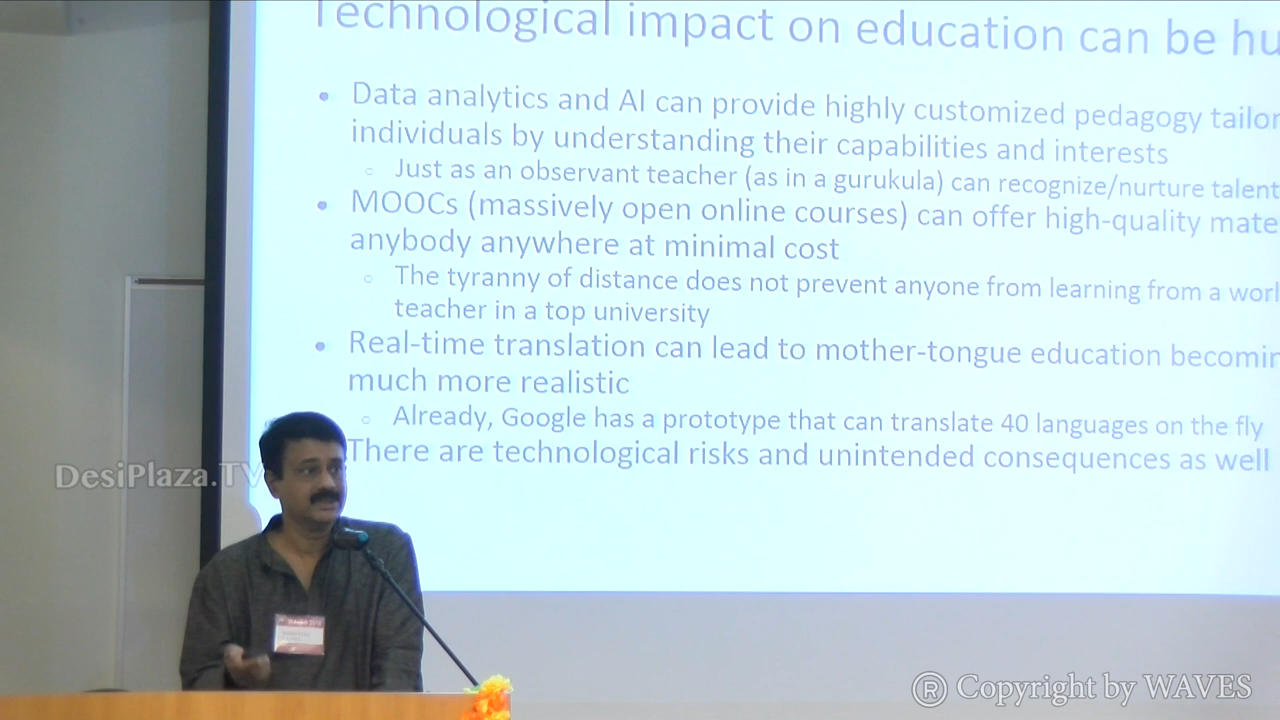 Technological impact on education can be hu
• Data analytics and AI can provide highly customized pedagogy tailor
individuals by understanding their capabilities and interests
○ Just as an observant teacher (as in a gurukula) can recognize/nurture talent
• MOOCs (massively open online courses) can offer high-quality mate
anybody anywhere at minimal cost
○ The tyranny of distance does not prevent anyone from learning from a worl
teacher in a top university
• Real-time translation can lead to mother-tongue education becomin
much more realistic
○ Already, Google has a prototype that can translate 40 languages on the fly
There are technological risks and unintended consequences as well
DesiPlaza.TV
® Copyright by WAVES